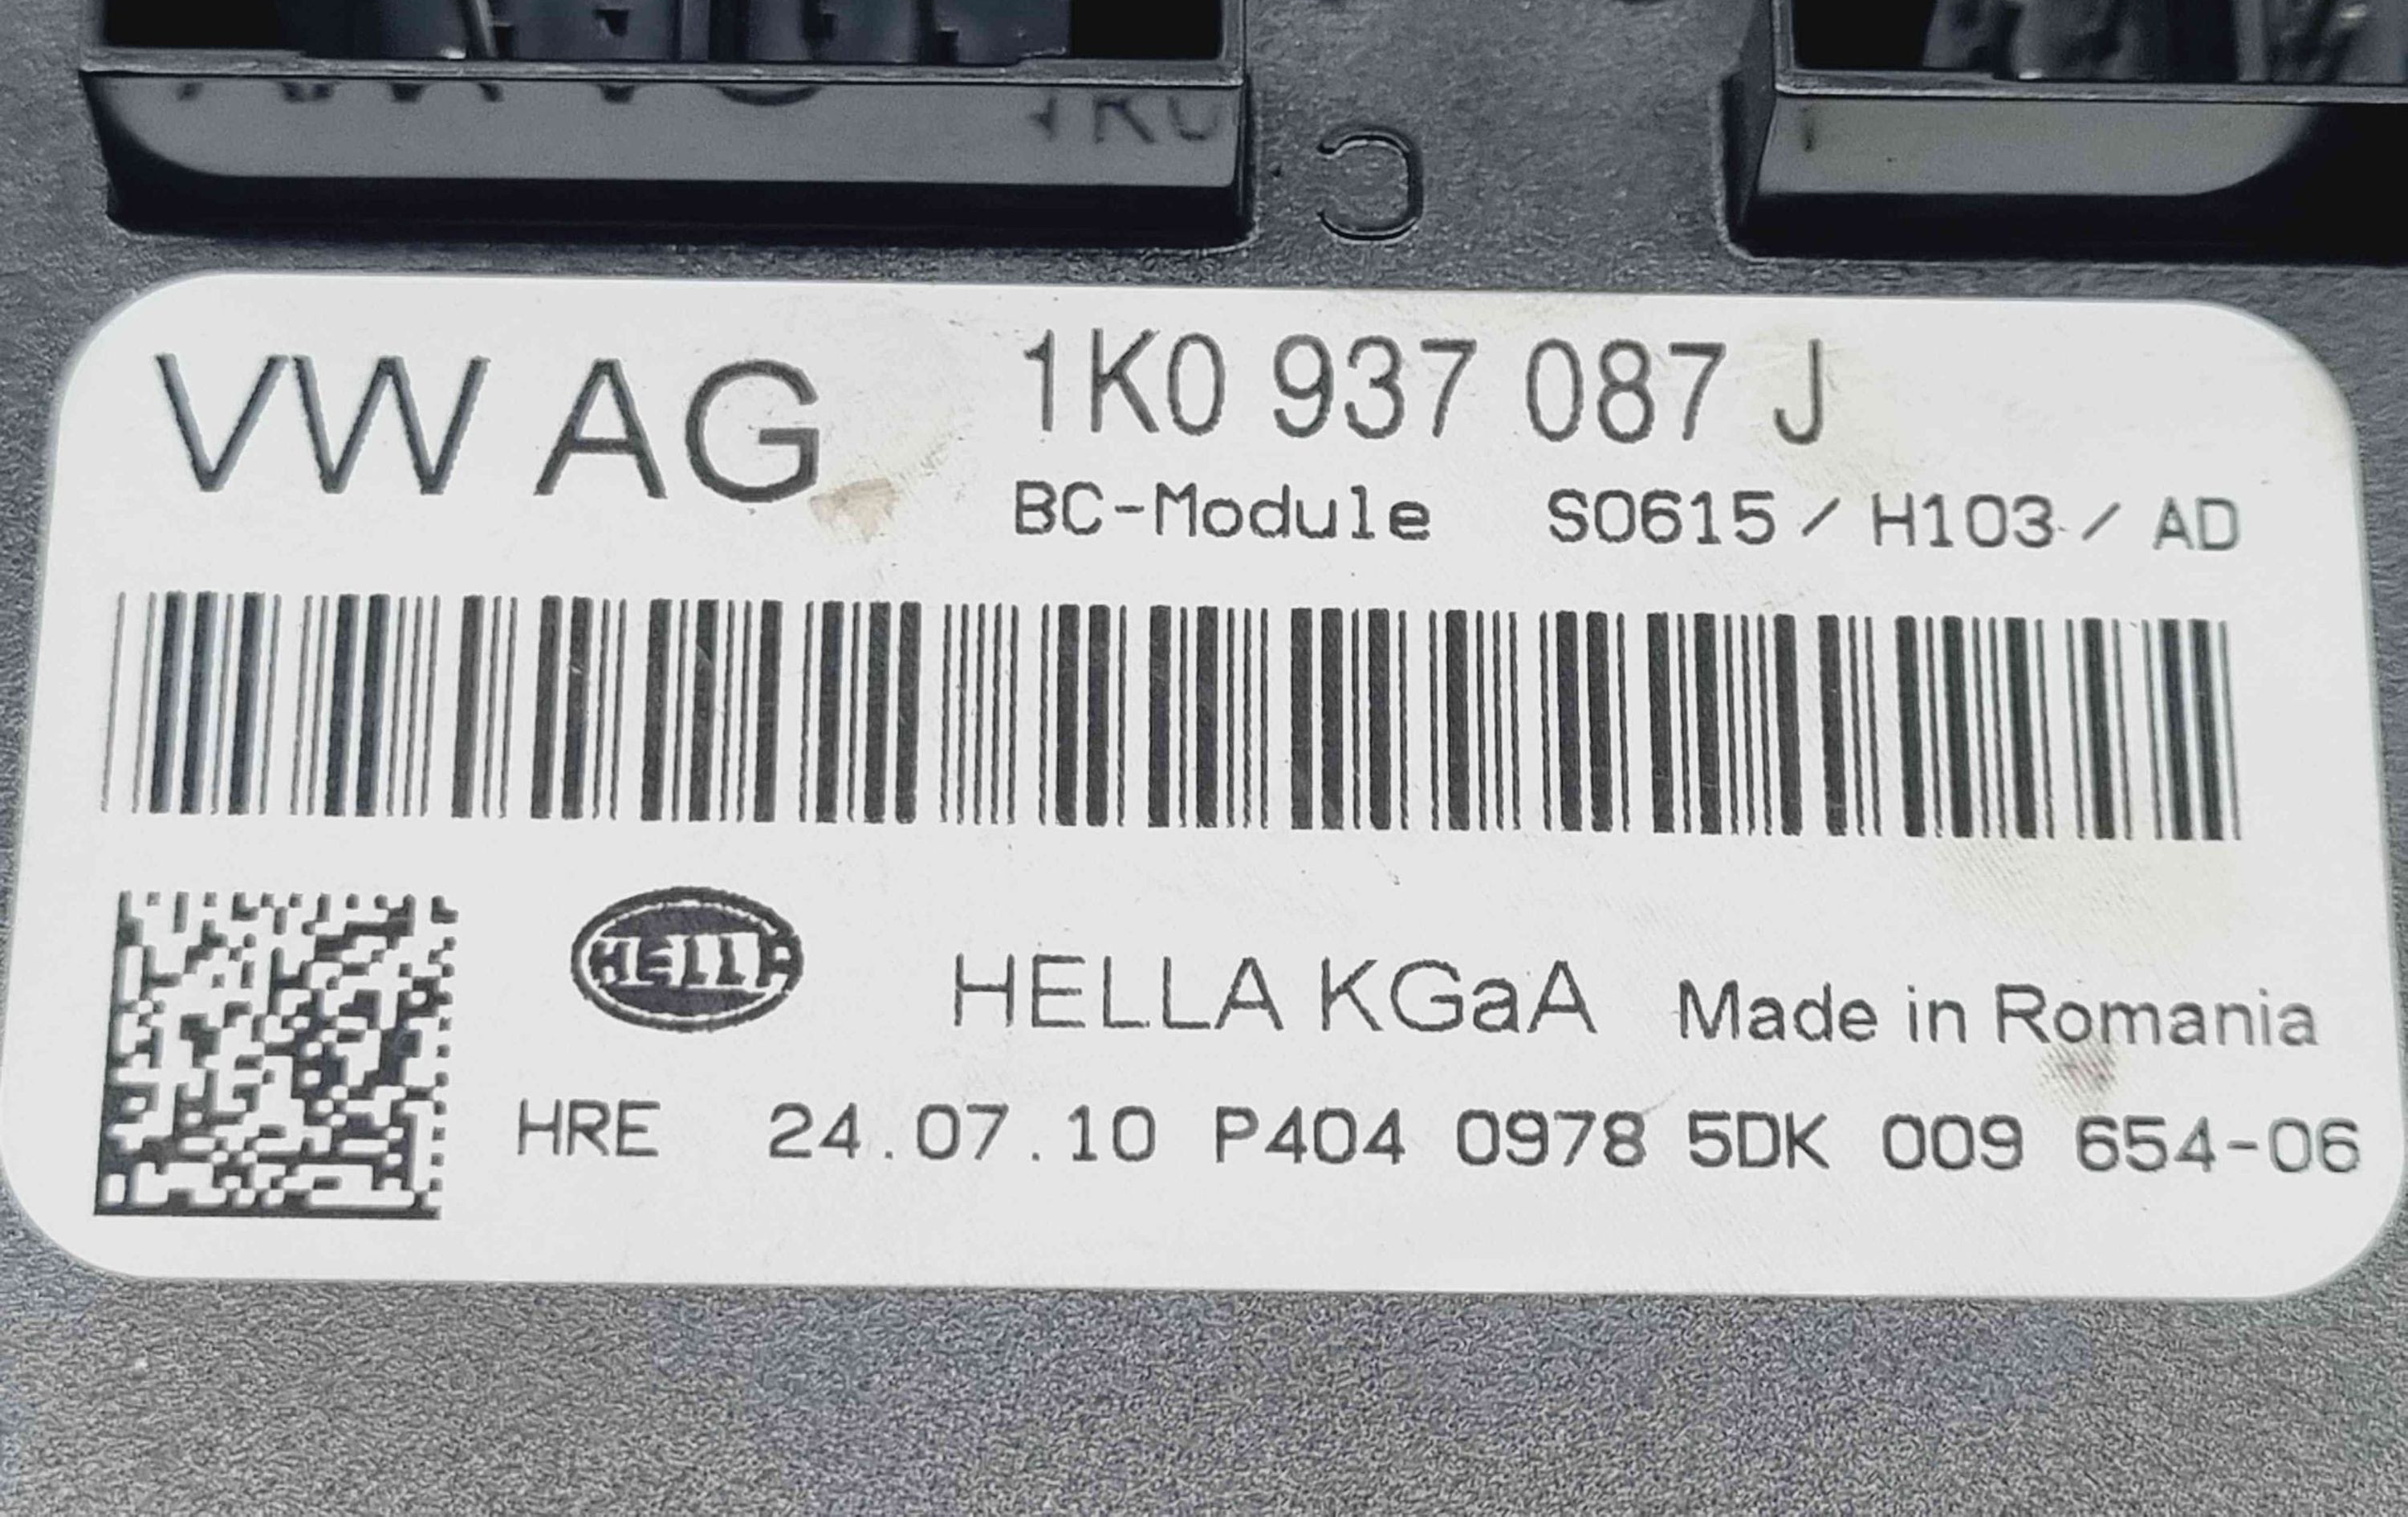 C
VW AG 1K0 937 087 J
BC-Module S0615 / H103 / AD
HELLA HELLA KGaA Made in Romania
HRE 24.07.10 P404 0978 5DK 009 654-06